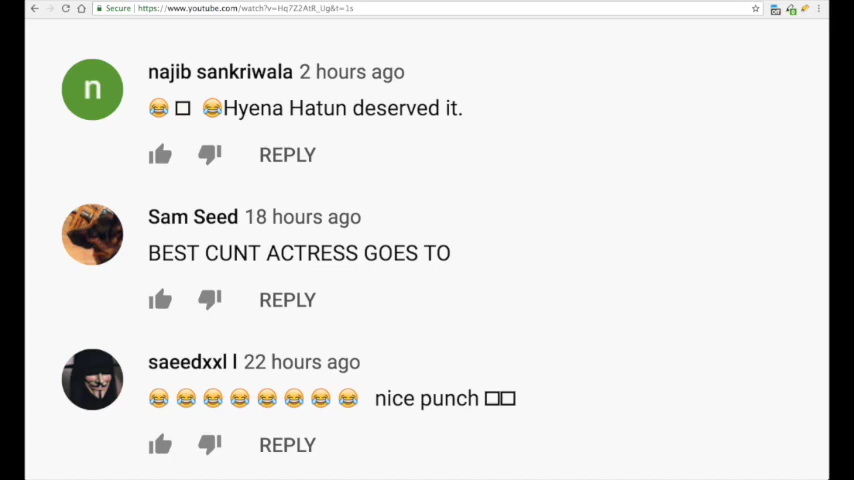 Secure https://www.youtube.com/watch?v=Hq7Z2AtR_Ug&t=1s
n
najib sankriwala 2 hours ago
😂□ 😂Hyena Hatun deserved it.
REPLY
Sam Seed 18 hours ago
BEST CUNT ACTRESS GOES TO
REPLY
saeedxxl l 22 hours ago
😂😂😂😂😂😂😂😂 nice punch □□
REPLY